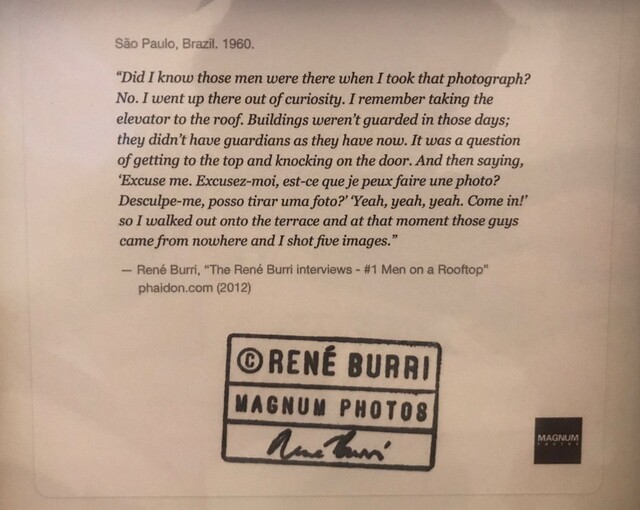 São Paulo, Brazil. 1960.
“Did I know those men were there when I took that photograph?
No. I went up there out of curiosity. I remember taking the
elevator to the roof. Buildings weren’t guarded in those days;
they didn’t have guardians as they have now. It was a question
of getting to the top and knocking on the door. And then saying,
‘Excuse me. Excusez-moi, est-ce que je peux faire une photo?
Desculpe-me, posso tirar uma foto?’ ‘Yeah, yeah, yeah. Come in!’
so I walked out onto the terrace and at that moment those guys
came from nowhere and I shot five images.”
— René Burri, “The René Burri interviews - #1 Men on a Rooftop”
phaidon.com (2012)
© RENÉ BURRI
MAGNUM PHOTOS
René Burri
MAGNUM
PHOTOS